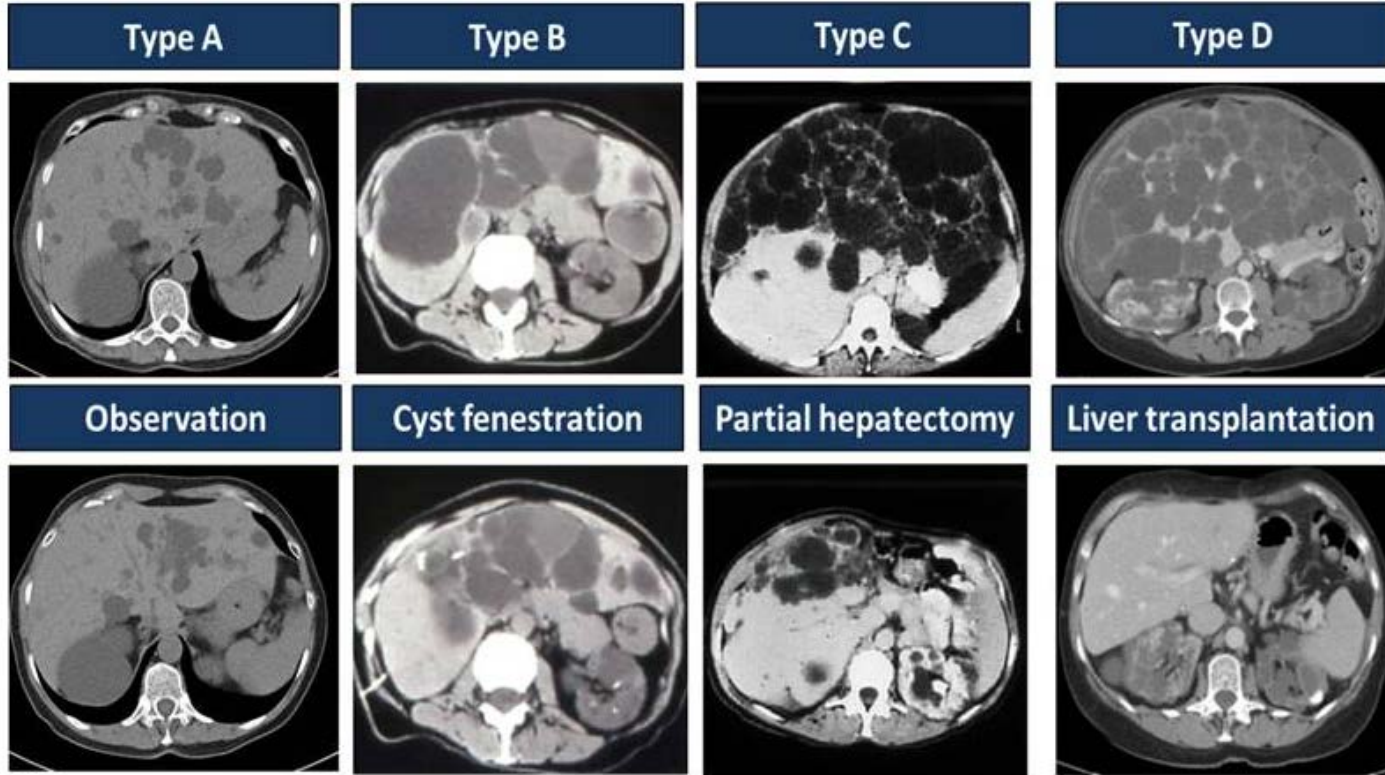 Type A
Type B
Type C
Type D
L
Observation
Cyst fenestration
Partial hepatectomy
Liver transplantation